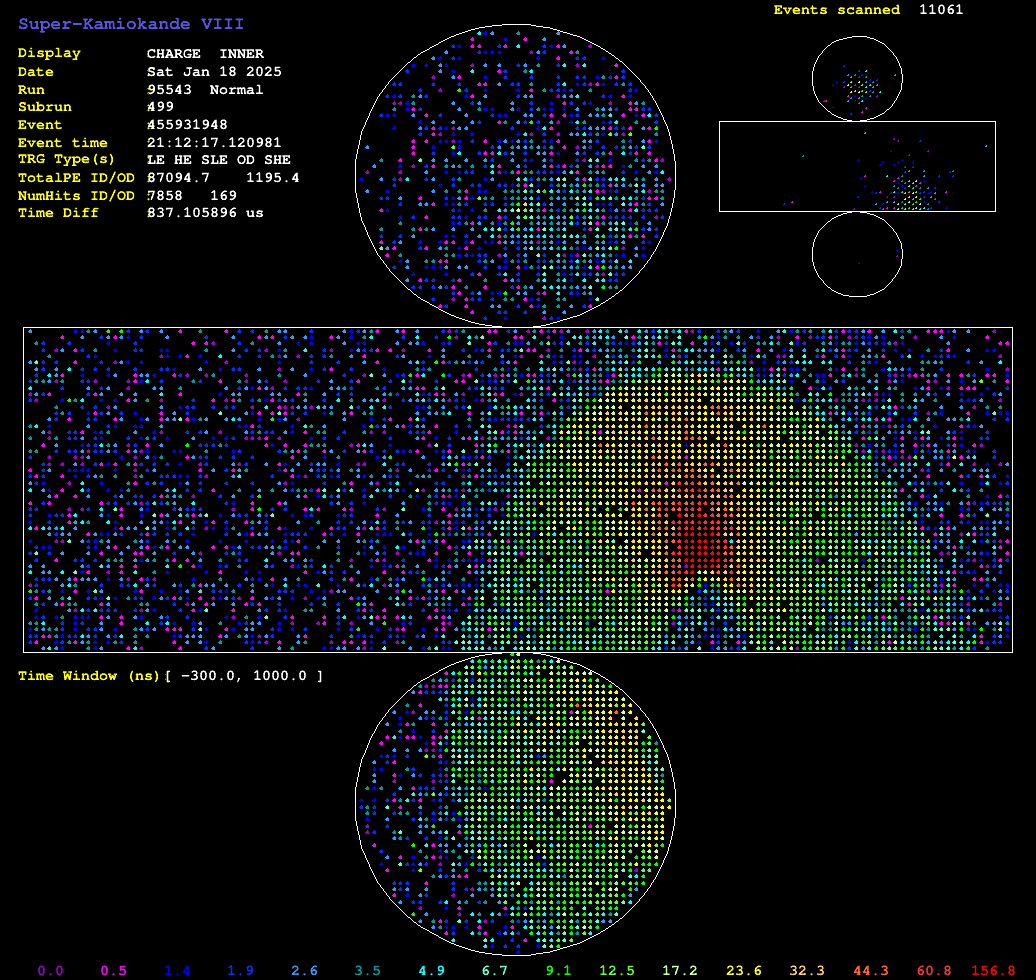 Super-Kamiokande VIII
Events scanned 11061
Display CHARGE INNER
Date Sat Jan 18 2025
Run 95543 Normal
Subrun 499
Event 455931948
Event time 21:12:17.120981
TRG Type(s) LE HE SLE OD SHE
TotalPE ID/OD 87094.7 1195.4
NumHits ID/OD 7858 169
Time Diff 837.105896 us
Time Window (ns)[ -300.0, 1000.0 ]
0.0 0.5 1.4 1.9 2.6 3.5 4.9 6.7 9.1 12.5 17.2 23.6 32.3 44.3 60.8 156.8